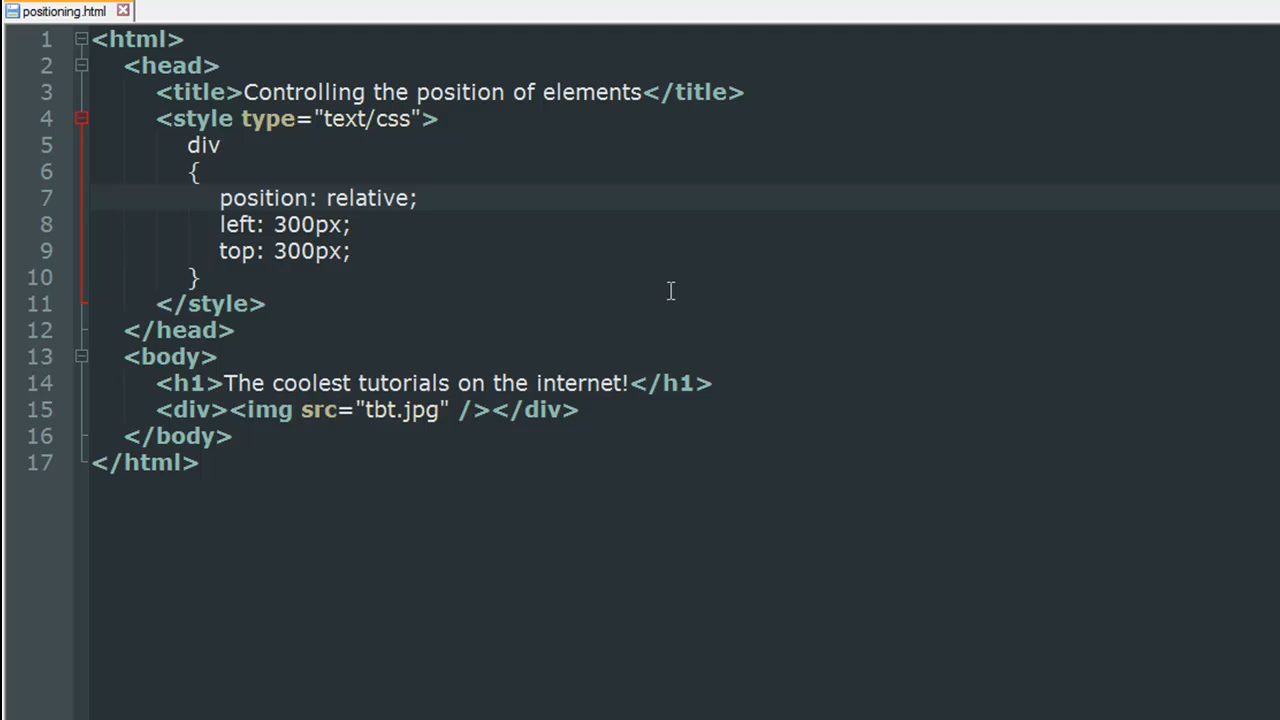 positioning.html
1 <html>
2 <head>
3 <title>Controlling the position of elements</title>
4 <style type="text/css">
5 div
6 {
7 position: relative;
8 left: 300px;
9 top: 300px;
10 }
11 </style>
12 </head>
13 <body>
14 <h1>The coolest tutorials on the internet!</h1>
15 <div><img src="tbt.jpg" /></div>
16 </body>
17 </html>